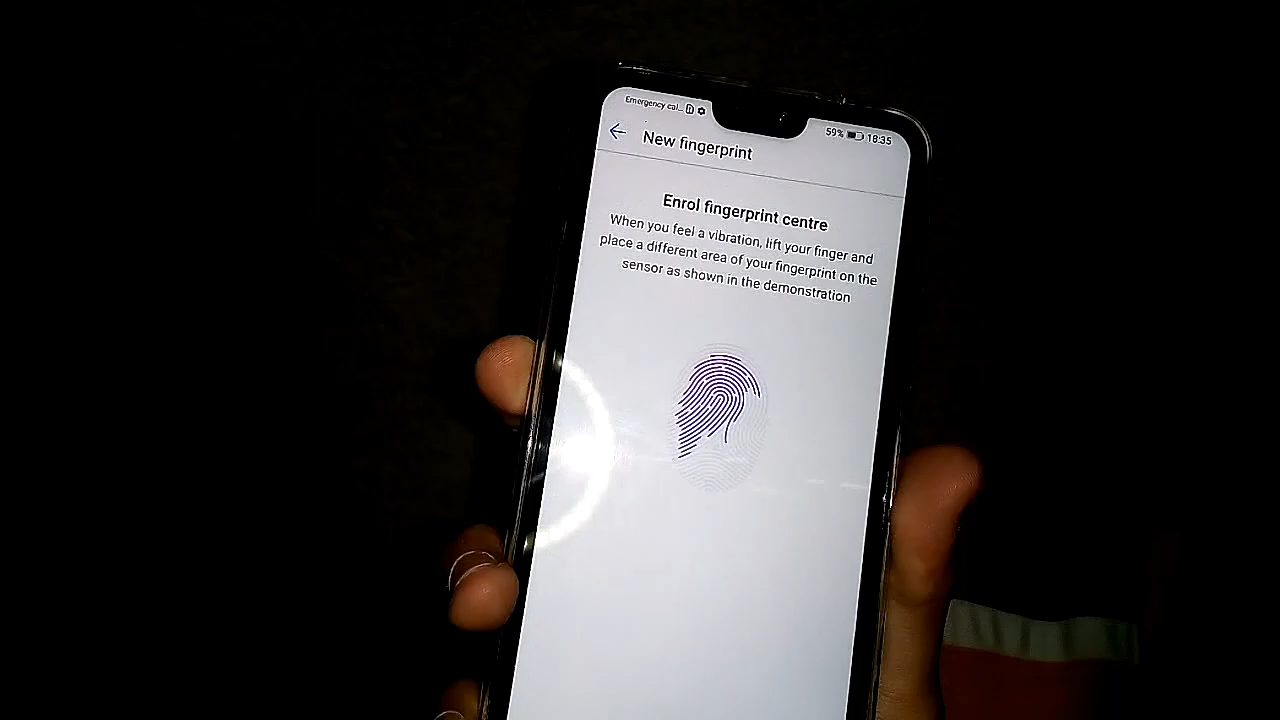 Emergency cal... 59% 18:35
New fingerprint
Enrol fingerprint centre
When you feel a vibration, lift your finger and
place a different area of your fingerprint on the
sensor as shown in the demonstration